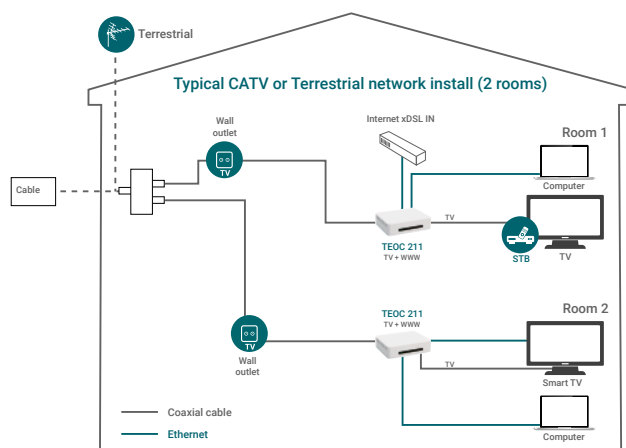 Terrestrial
Typical CATV or Terrestrial network install (2 rooms)
Wall
outlet
TV
Internet xDSL IN
Room 1
Computer
Cable
TV
TEOC 211
TV + WWW
STB
TV
Room 2
TEOC 211
TV + WWW
TV
Wall
outlet
TV
Smart TV
Coaxial cable
Ethernet
Computer